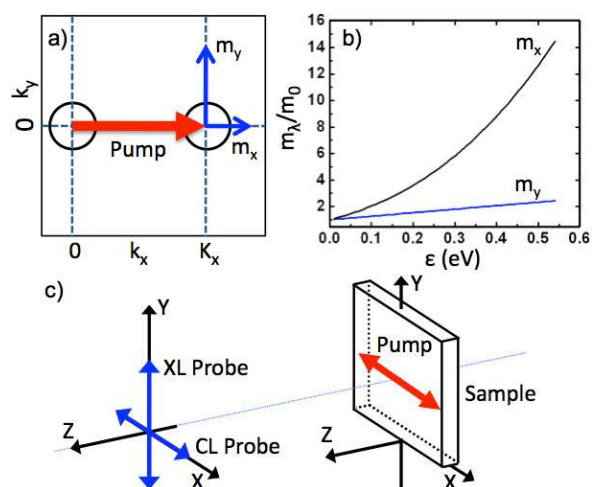 a)
m_y
k_y
0
Pump
m_x
0
k_x
K_x
b)
m_λ/m_0
16
14
12
10
8
6
4
2
m_x
m_y
0.0 0.1 0.2 0.3 0.4 0.5 0.6
ε (eV)
c)
Y
XL Probe
Z
CL Probe
X
Y
Pump
Sample
Z
X